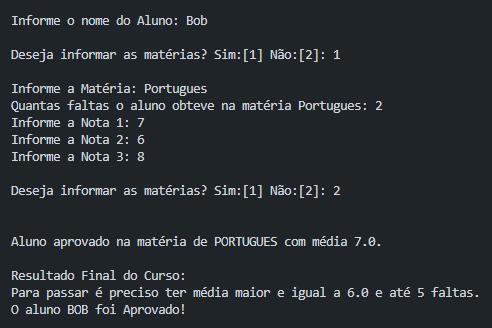 Informe o nome do Aluno: Bob
Deseja informar as matérias? Sim:[1] Não:[2]: 1
Informe a Matéria: Portugues
Quantas faltas o aluno obteve na matéria Portugues: 2
Informe a Nota 1: 7
Informe a Nota 2: 6
Informe a Nota 3: 8
Deseja informar as matérias? Sim:[1] Não:[2]: 2
Aluno aprovado na matéria de PORTUGUES com média 7.0.
Resultado Final do Curso:
Para passar é preciso ter média maior e igual a 6.0 e até 5 faltas.
O aluno BOB foi Aprovado!